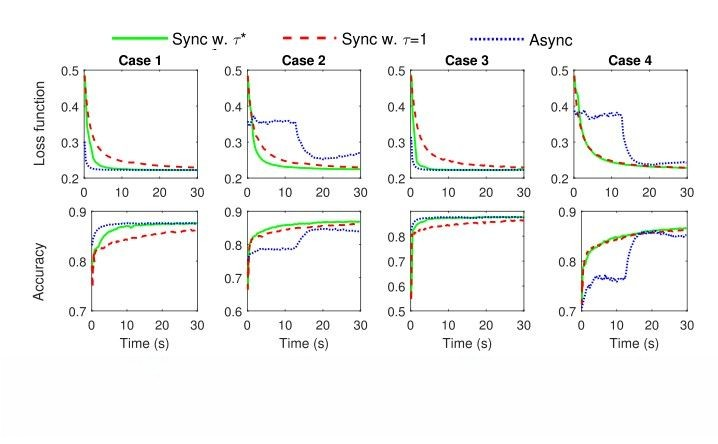 Sync w. τ* Sync w. τ=1 Async
Case 1 Case 2 Case 3 Case 4
Loss function
0.5 0.5 0.5 0.5
0.4 0.4 0.4 0.4
0.3 0.3 0.3 0.3
0.2 0.2 0.2 0.2
0 10 20 30 0 10 20 30 0 10 20 30 0 10 20 30
Accuracy
0.9 0.9 0.9
0.8 0.8 0.8 0.8
0.7 0.7 0.7 0.7
0.6 0.6
0.5
0 10 20 30 0 10 20 30 0 10 20 30 0 10 20 30
Time (s) Time (s) Time (s) Time (s)